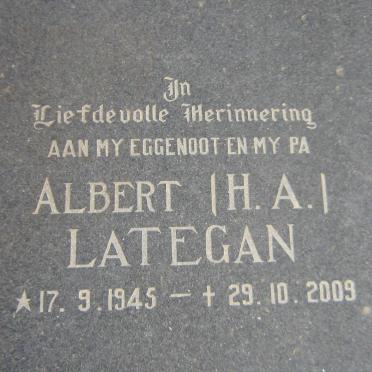 In
Liefdevolle Herinnering
AAN MY EGGENOOT EN MY PA
ALBERT (H. A.)
LATEGAN
★ 17. 9. 1945 — † 29. 10. 2009